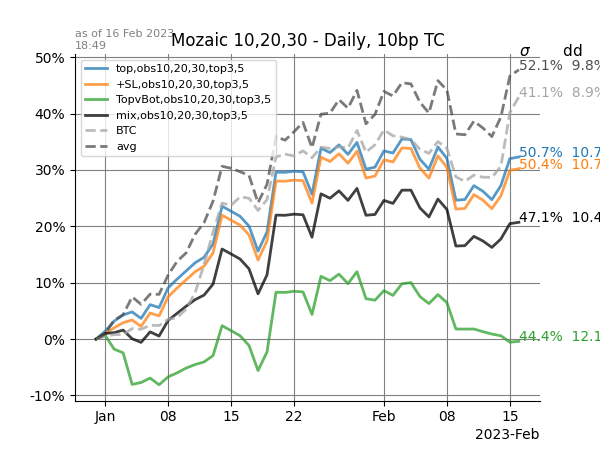 as of 16 Feb 2023
18:49
Mozaic 10,20,30 - Daily, 10bp TC
σ dd
50%
40%
30%
20%
10%
0%
-10%
top,obs10,20,30,top3,5
+SL,obs10,20,30,top3,5
TopvBot,obs10,20,30,top3,5
mix,obs10,20,30,top3,5
BTC
avg
52.1% 9.8%
41.1% 8.9%
50.7% 10.7
50.4% 10.7
47.1% 10.4
44.4% 12.1
Jan 08 15 22 Feb 08 15
2023-Feb